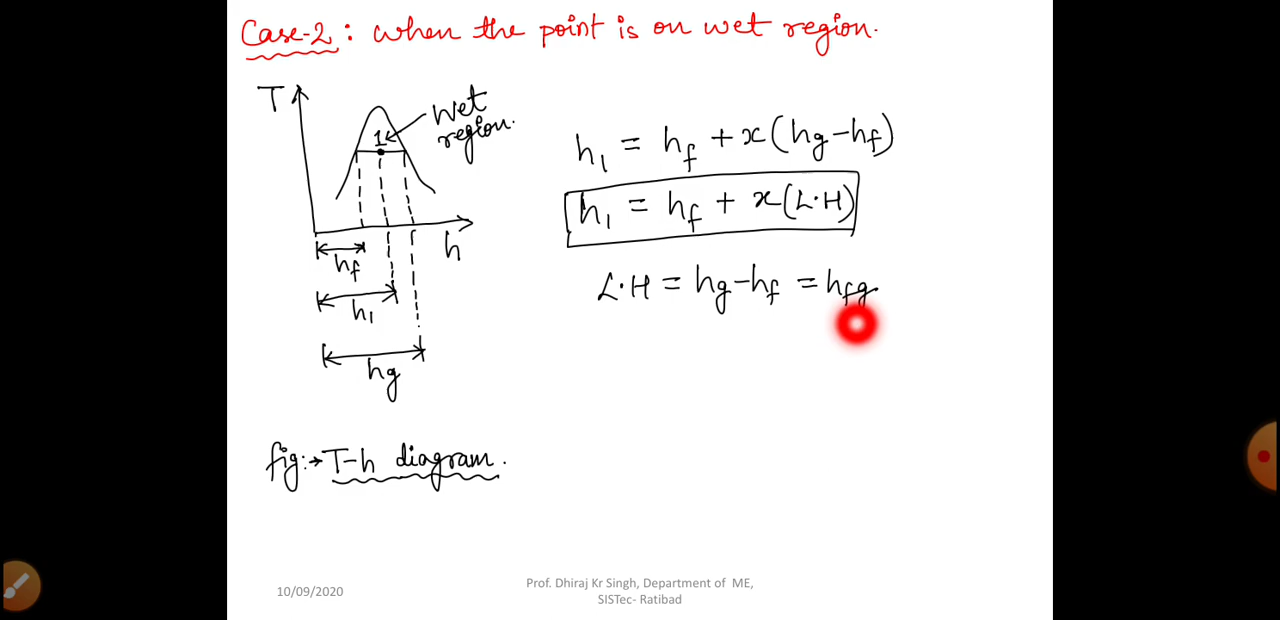 Case-2: when the point is on wet region.
T
wet
region.
1
h
hf
h1
hg
h1 = hf + x(hg-hf)
h1 = hf + x(L.H)
L.H = hg-hf = hfg.
fig:→ T-h diagram.
10/09/2020
Prof. Dhiraj Kr Singh, Department of ME,
SISTec- Ratibad